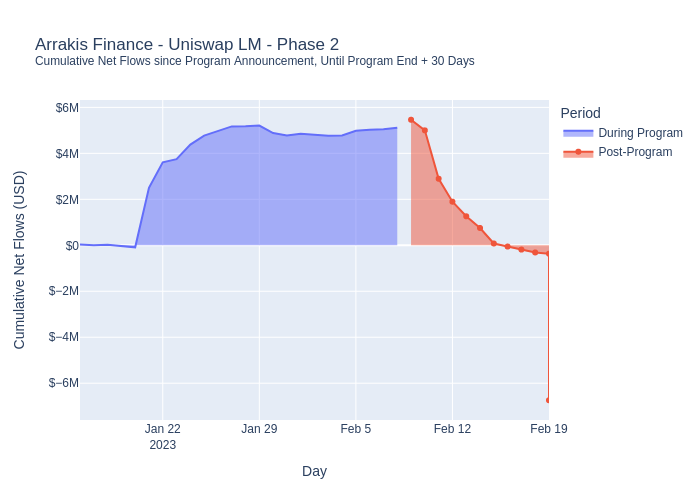 Arrakis Finance - Uniswap LM - Phase 2
Cumulative Net Flows since Program Announcement, Until Program End + 30 Days
$6M
$4M
$2M
$0
$−2M
$−4M
$−6M
Cumulative Net Flows (USD)
Jan 22
2023
Jan 29
Feb 5
Feb 12
Feb 19
Day
Period
During Program
Post-Program